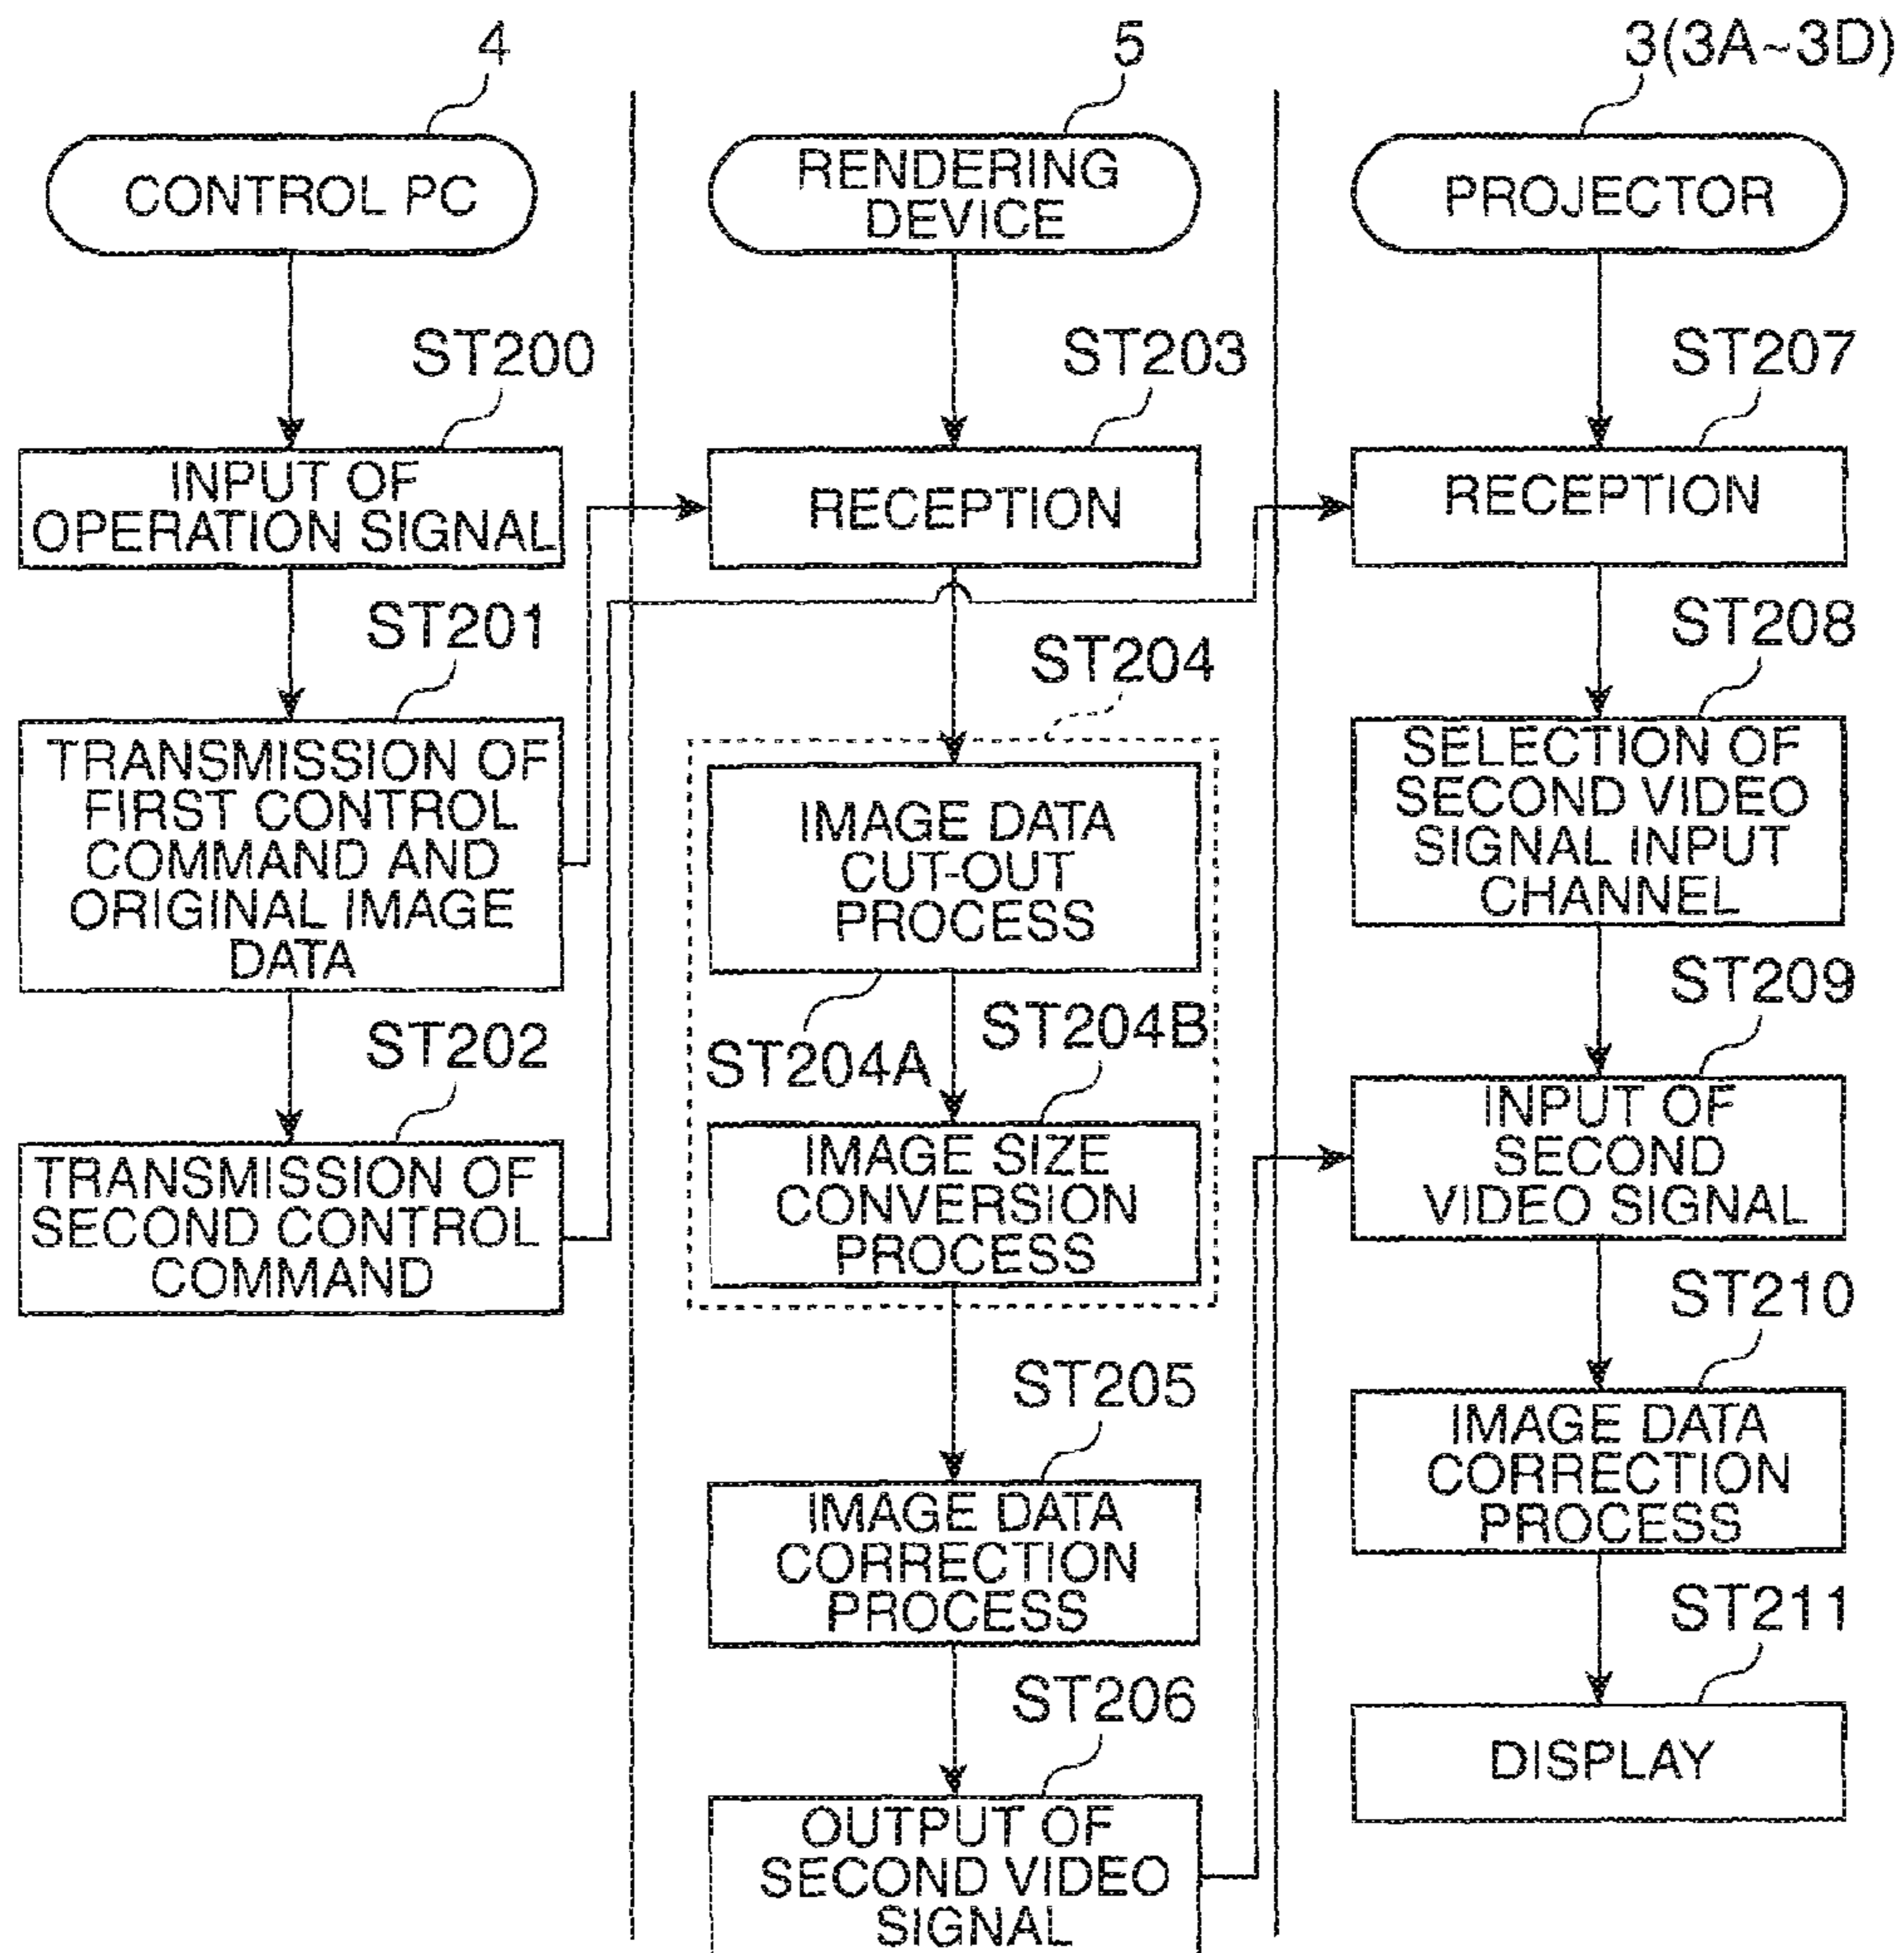 4
CONTROL PC
ST200
INPUT OF
OPERATION SIGNAL
ST201
TRANSMISSION OF
FIRST CONTROL
COMMAND AND
ORIGINAL IMAGE
DATA
ST202
TRANSMISSION OF
SECOND CONTROL
COMMAND
5
RENDERING
DEVICE
ST203
RECEPTION
ST204
IMAGE DATA
CUT-OUT
PROCESS
ST204A
ST204B
IMAGE SIZE
CONVERSION
PROCESS
ST205
IMAGE DATA
CORRECTION
PROCESS
ST206
OUTPUT OF
SECOND VIDEO
SIGNAL
3(3A~3D)
PROJECTOR
ST207
RECEPTION
ST208
SELECTION OF
SECOND VIDEO
SIGNAL INPUT
CHANNEL
ST209
INPUT OF
SECOND
VIDEO SIGNAL
ST210
IMAGE DATA
CORRECTION
PROCESS
ST211
DISPLAY